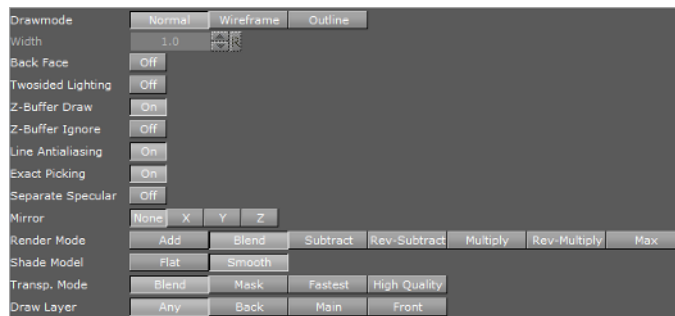 Drawmode Normal Wireframe Outline
Width 1.0 R
Back Face Off
Twosided Lighting Off
Z-Buffer Draw On
Z-Buffer Ignore Off
Line Antialiasing On
Exact Picking On
Separate Specular Off
Mirror None X Y Z
Render Mode Add Blend Subtract Rev-Subtract Multiply Rev-Multiply Max
Shade Model Flat Smooth
Transp. Mode Blend Mask Fastest High Quality
Draw Layer Any Back Main Front